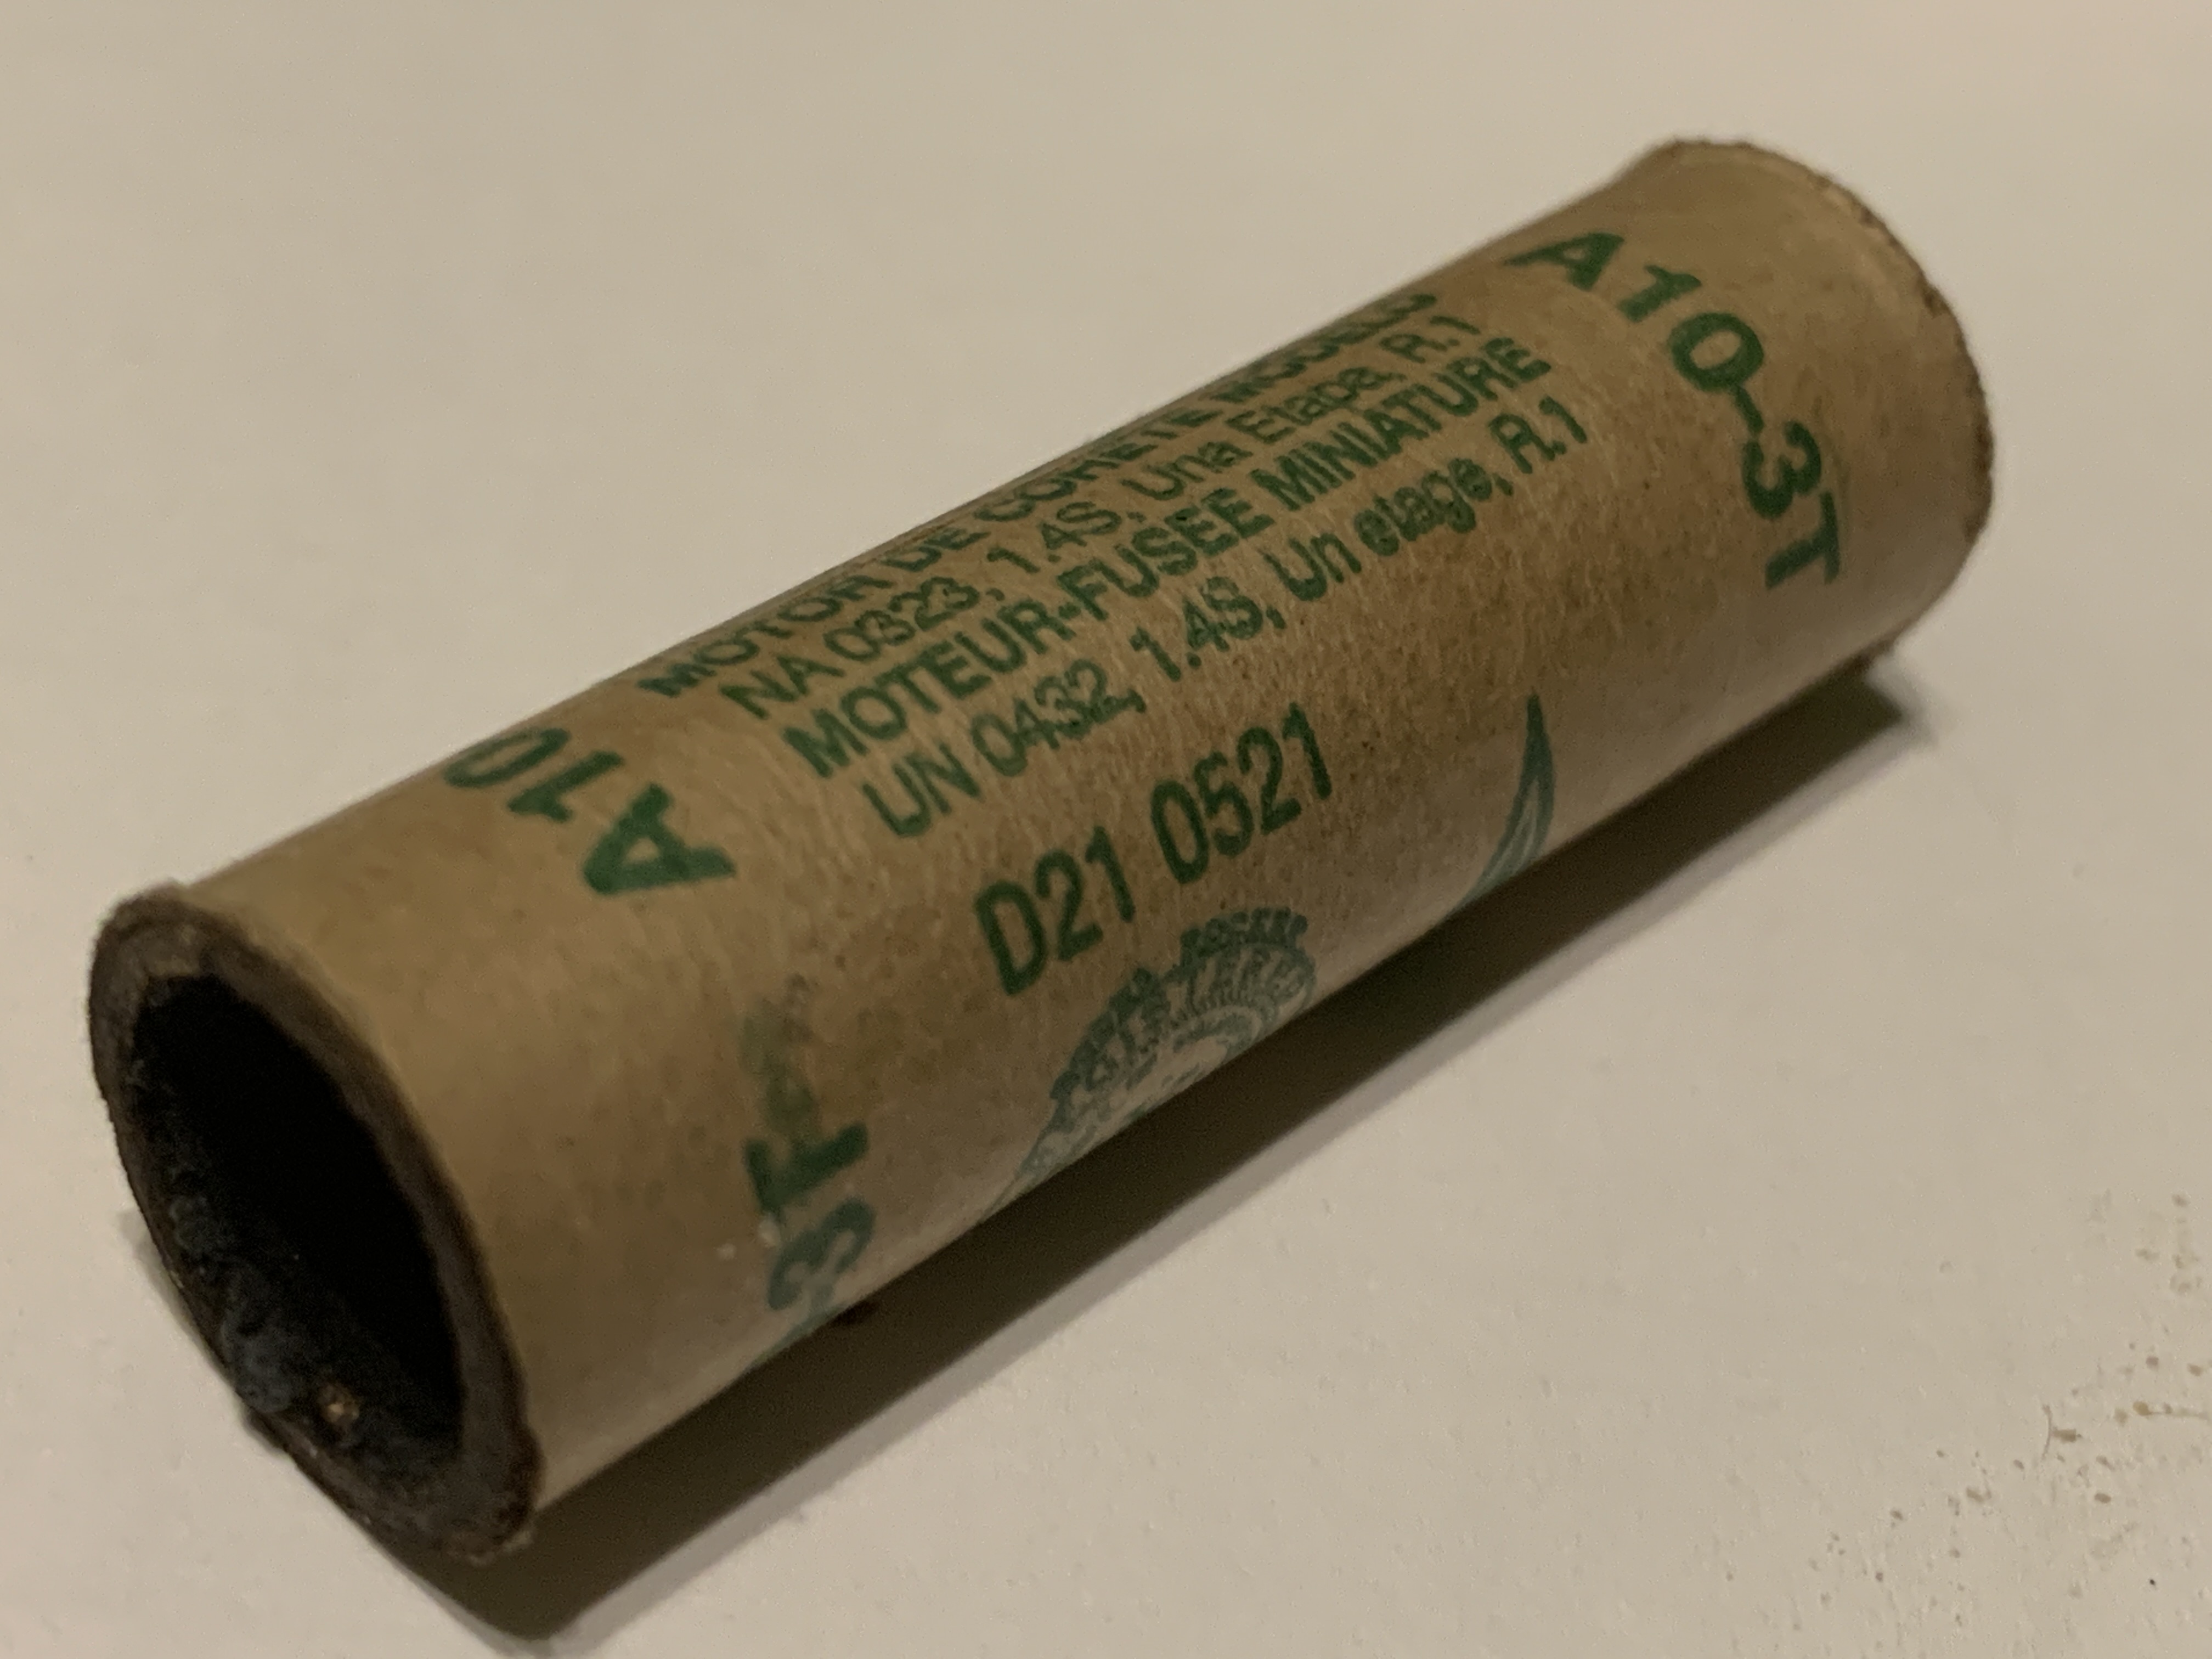 A10-3T
MOTOR DE COHETE MODELO
NA 0323, 1.4S, Una Etapa, R.1
MOTEUR-FUSEE MINIATURE
UN 0432, 1.4S, Un etage, R.1
D21 0521
A10
3T